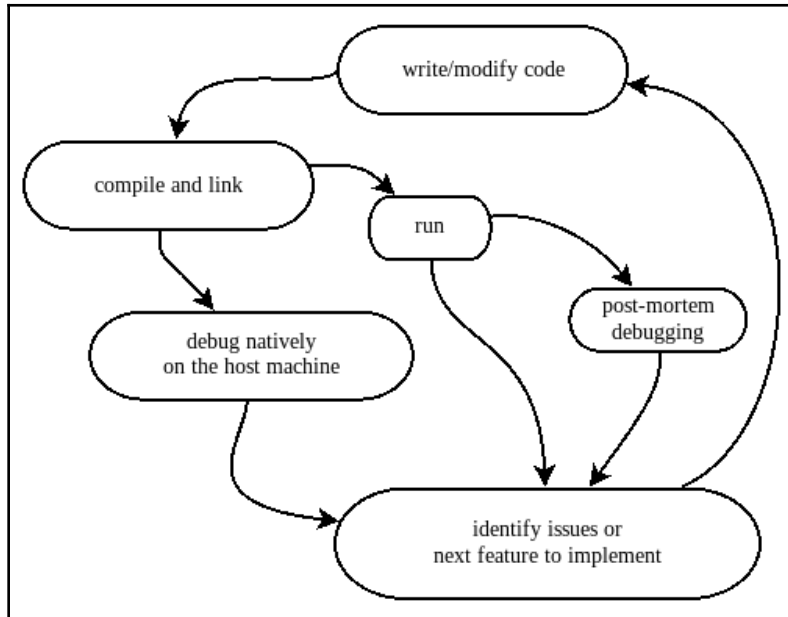 write/modify code
compile and link
run
post-mortem
debugging
debug natively
on the host machine
identify issues or
next feature to implement